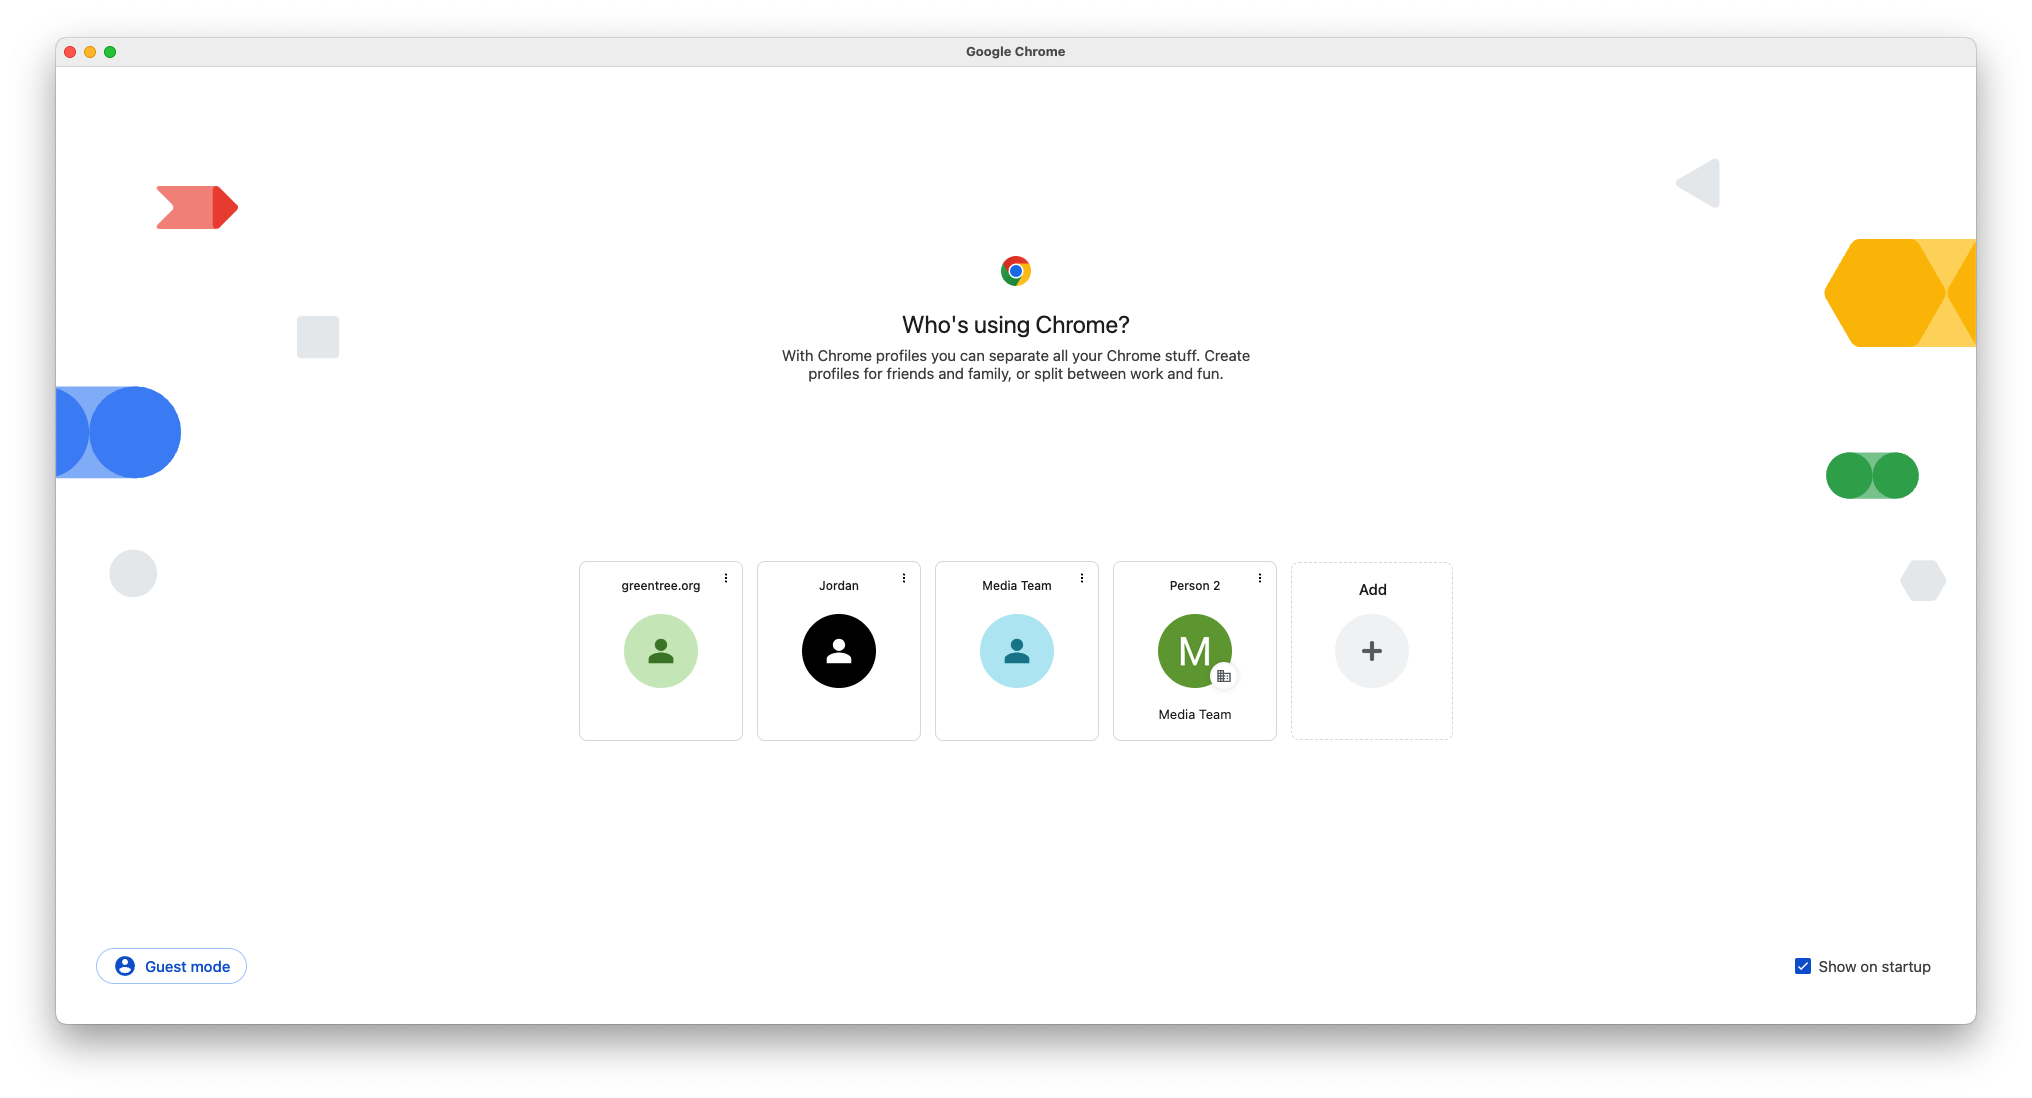 Google Chrome
Who's using Chrome?
With Chrome profiles you can separate all your Chrome stuff. Create
profiles for friends and family, or split between work and fun.
greentree.org
Jordan
Media Team
Person 2
Add
M
Media Team
Guest mode
Show on startup